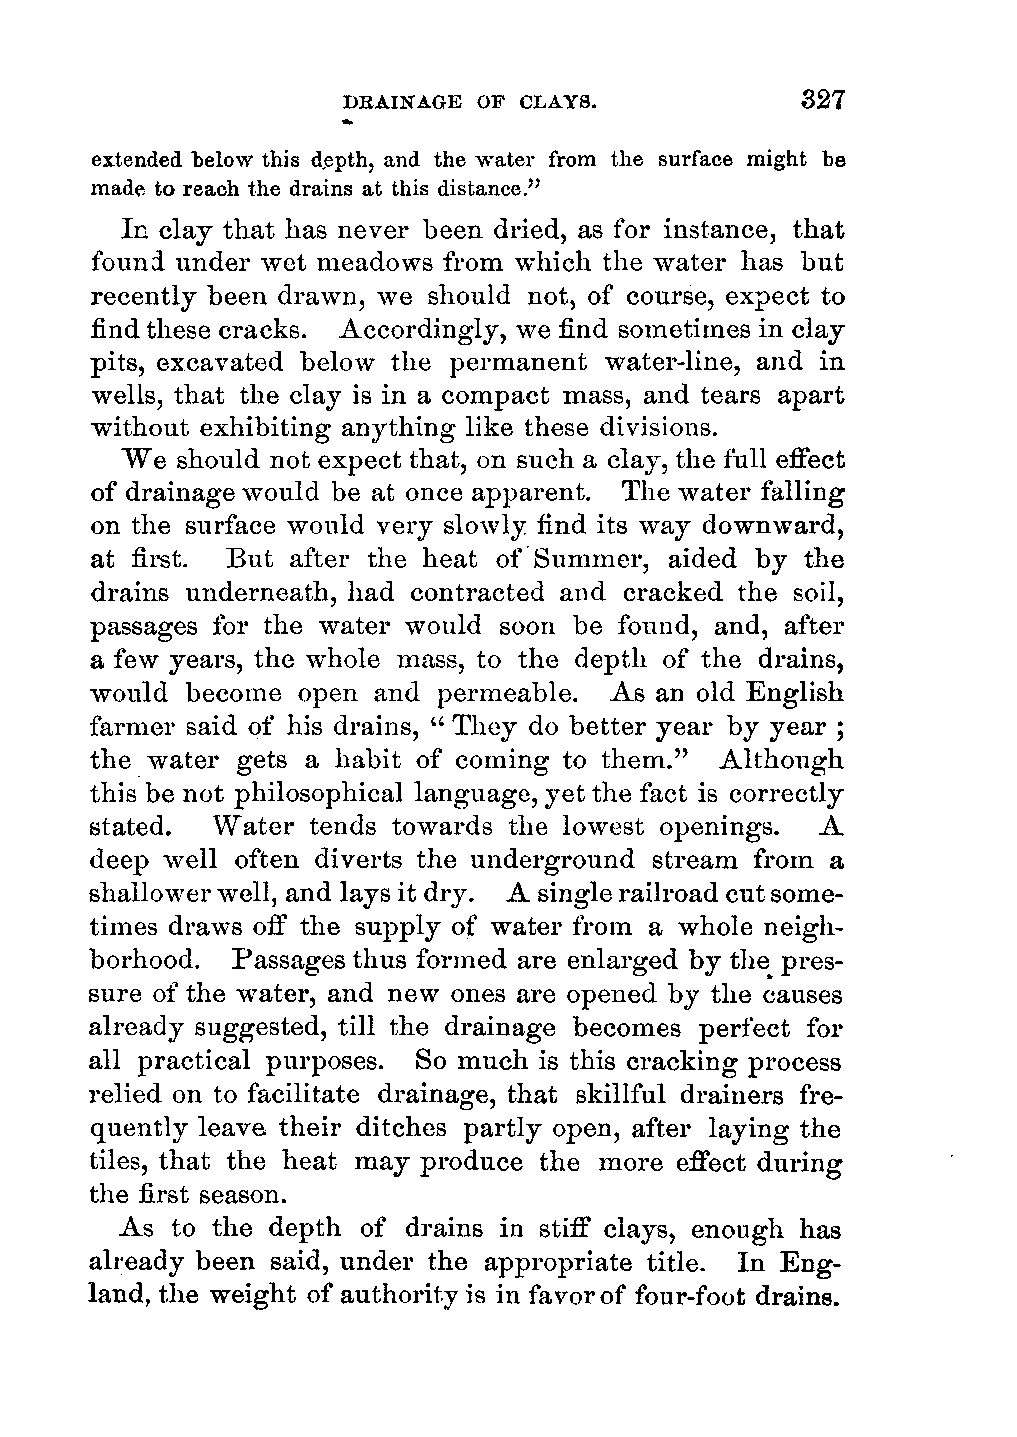 DRAINAGE OF CLAYS. 327
extended below this depth, and the water from the surface might be
made to reach the drains at this distance."
In clay that has never been dried, as for instance, that
found under wet meadows from which the water has but
recently been drawn, we should not, of course, expect to
find these cracks. Accordingly, we find sometimes in clay
pits, excavated below the permanent water-line, and in
wells, that the clay is in a compact mass, and tears apart
without exhibiting anything like these divisions.
We should not expect that, on such a clay, the full effect
of drainage would be at once apparent. The water falling
on the surface would very slowly find its way downward,
at first. But after the heat of Summer, aided by the
drains underneath, had contracted and cracked the soil,
passages for the water would soon be found, and, after
a few years, the whole mass, to the depth of the drains,
would become open and permeable. As an old English
farmer said of his drains, "They do better year by year ;
the water gets a habit of coming to them." Although
this be not philosophical language, yet the fact is correctly
stated. Water tends towards the lowest openings. A
deep well often diverts the underground stream from a
shallower well, and lays it dry. A single railroad cut some-
times draws off the supply of water from a whole neigh-
borhood. Passages thus formed are enlarged by the pres-
sure of the water, and new ones are opened by the causes
already suggested, till the drainage becomes perfect for
all practical purposes. So much is this cracking process
relied on to facilitate drainage, that skillful drainers fre-
quently leave their ditches partly open, after laying the
tiles, that the heat may produce the more effect during
the first season.
As to the depth of drains in stiff clays, enough has
already been said, under the appropriate title. In Eng-
land, the weight of authority is in favor of four-foot drains.